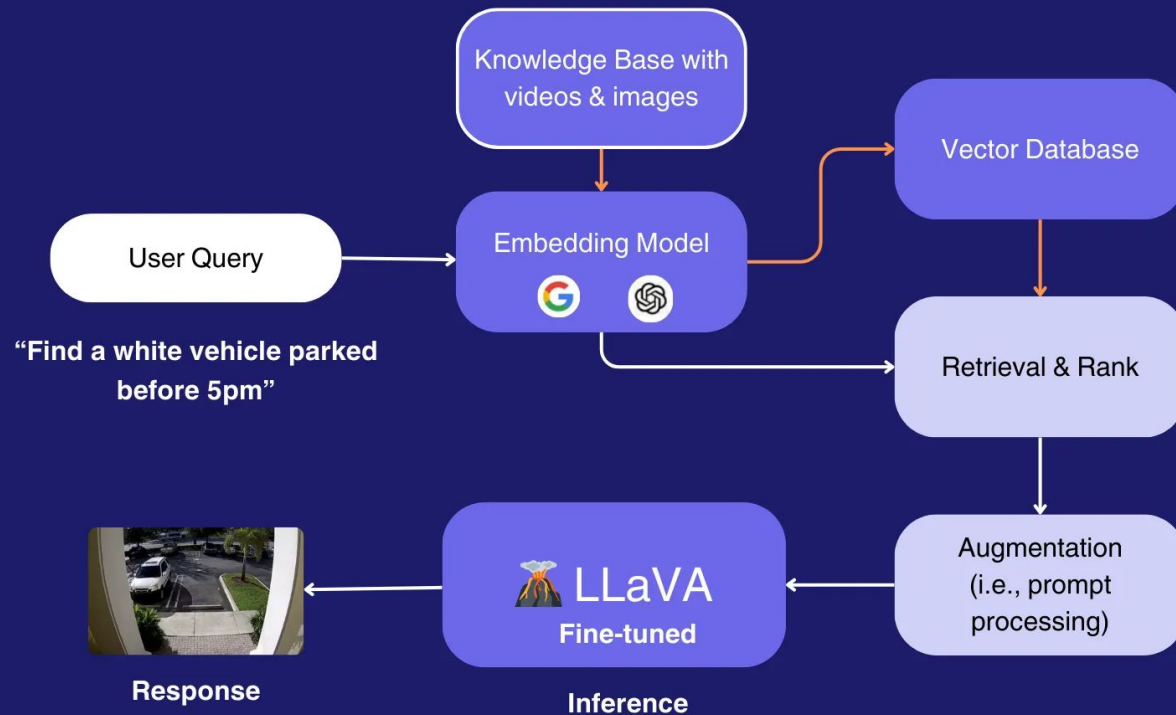 Knowledge Base with
videos & images
Vector Database
User Query
Embedding Model
“Find a white vehicle parked
before 5pm”
Retrieval & Rank
Augmentation
(i.e., prompt
processing)
LLaVA
Fine-tuned
Response
Inference